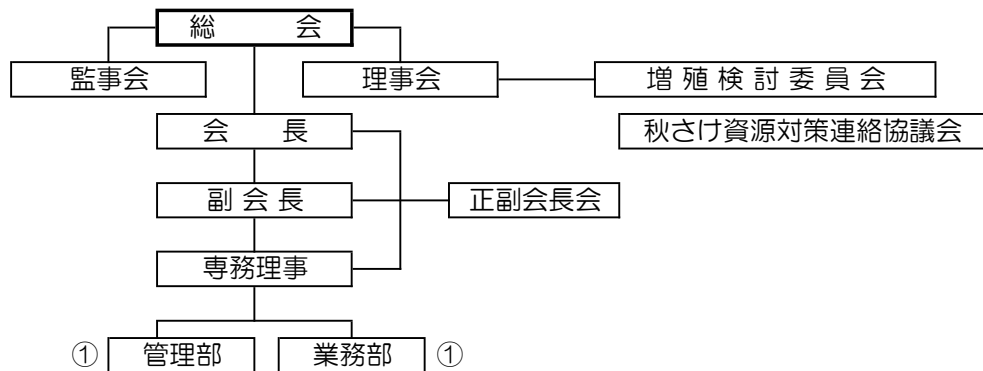 総 会
監事会 理事会 増殖検討委員会
会 長 秋さけ資源対策連絡協議会
副会長 正副会長会
専務理事
① 管理部 業務部 ①